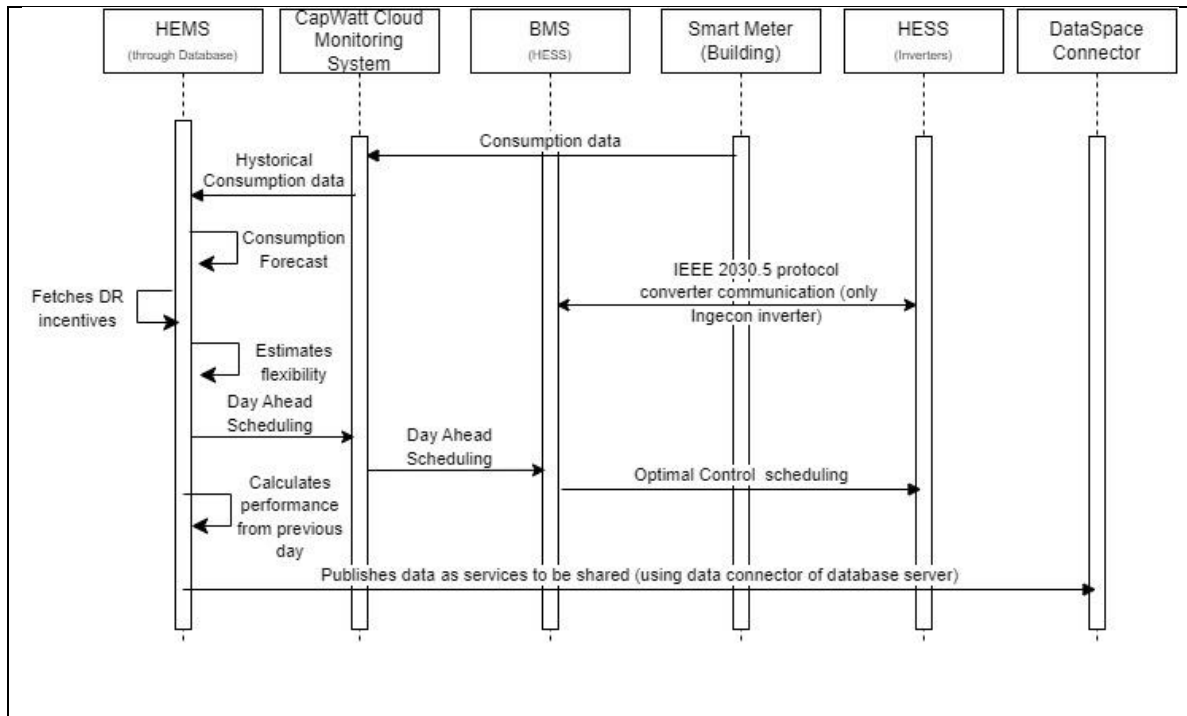 HEMS
(through Database)
CapWatt Cloud
Monitoring
System
BMS
(HESS)
Smart Meter
(Building)
HESS
(Inverters)
DataSpace
Connector
Consumption data
Hystorical
Consumption data
Consumption
Forecast
IEEE 2030.5 protocol
converter communication (only
Ingecon inverter)
Fetches DR
incentives
Estimates
flexibility
Day Ahead
Scheduling
Day Ahead
Scheduling
Optimal Control scheduling
Calculates
performance
from previous
day
Publishes data as services to be shared (using data connector of database server)